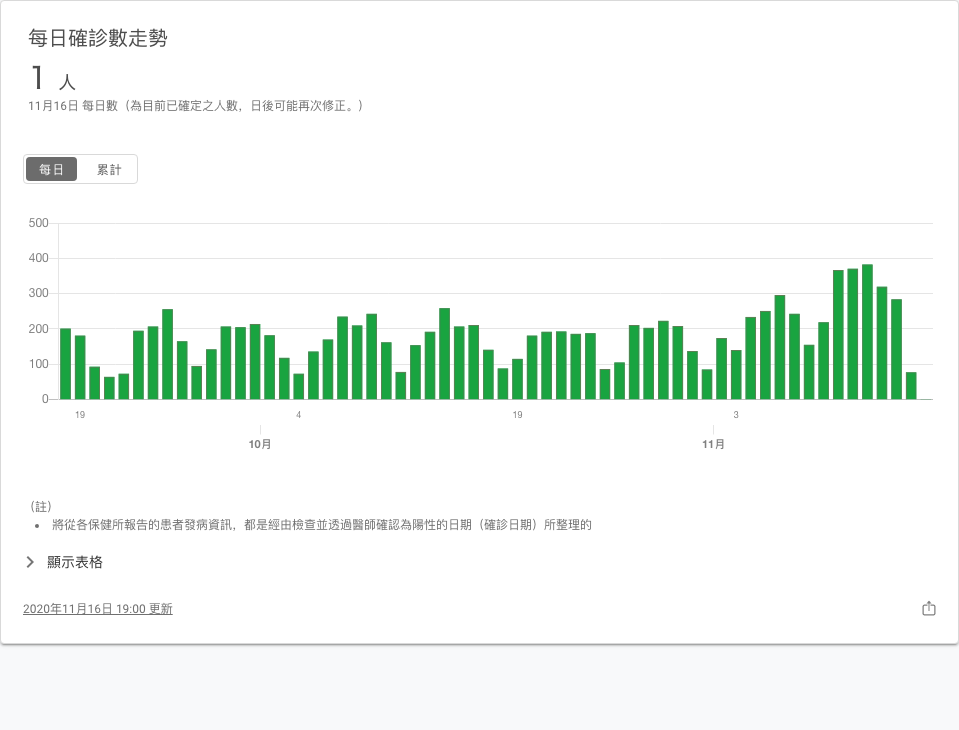 每日確診數走勢
1 人
11月16日 每日數（為目前已確定之人數，日後可能再次修正。）
每日 累計
500
400
300
200
100
0
19 4 19 3
10月 11月
（註）
• 將從各保健所報告的患者發病資訊，都是經由檢查並透過醫師確認為陽性的日期（確診日期）所整理的
顯示表格
2020年11月16日 19:00 更新